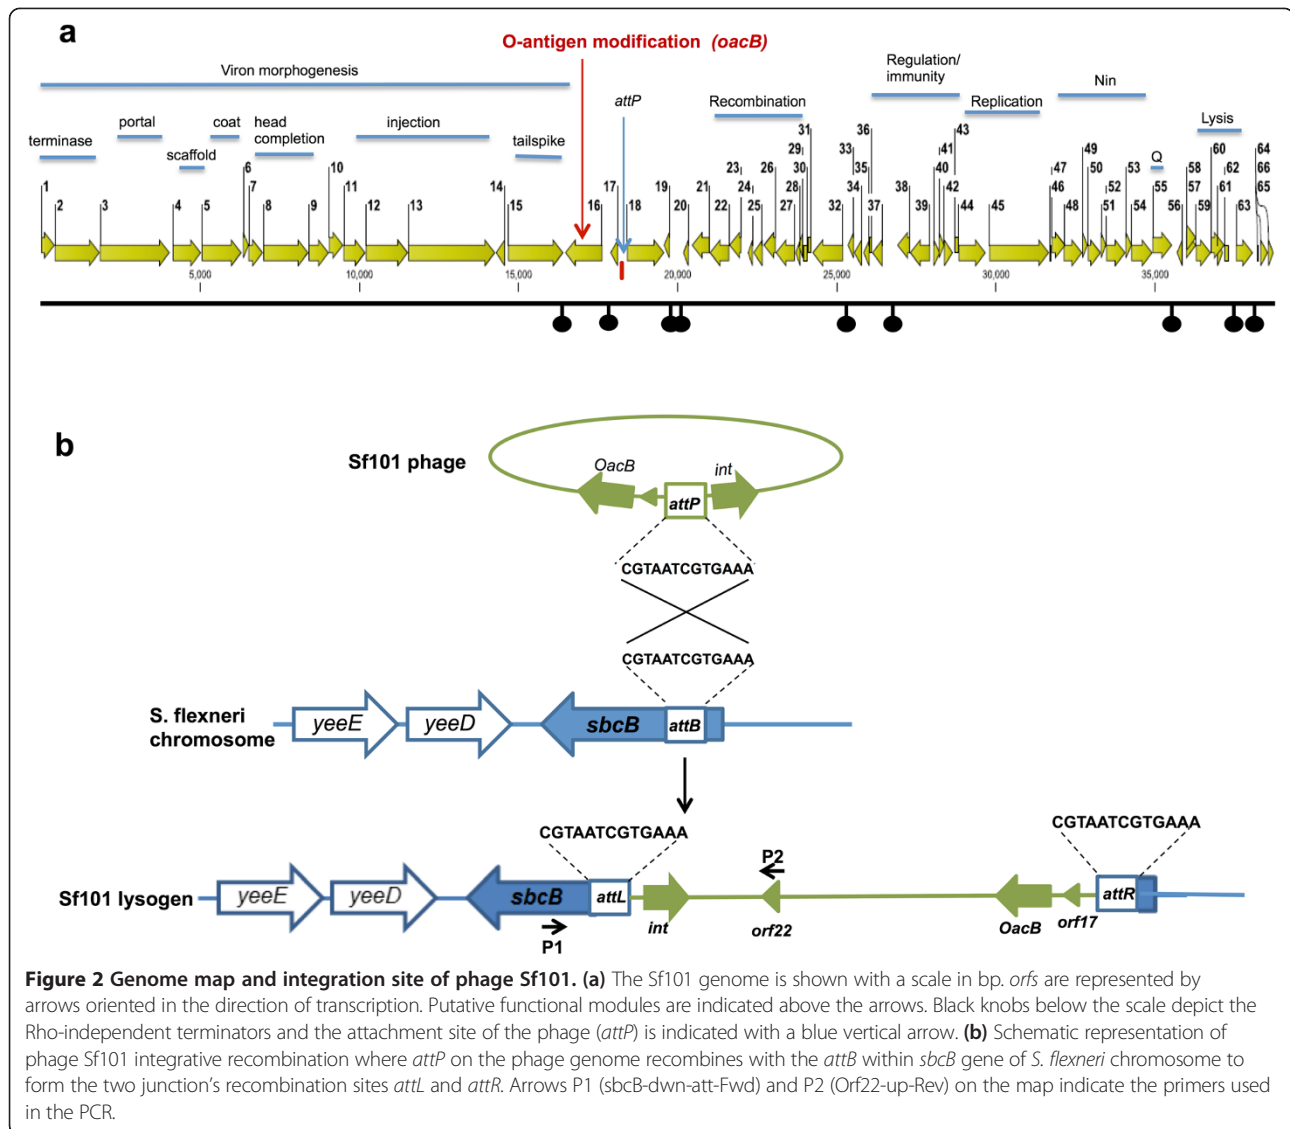 a
O-antigen modification (oacB)
Viron morphogenesis
attP
Regulation/
immunity
Nin
Recombination
Replication
portal
coat
head
completion
injection
terminase
scaffold
tailspike
Q
Lysis
1 2 3 4 5 6 7 8 9 10 11 12 13 14 15 16 17 18 19 20 21 22 23 24 25 26 27 28 29 30 31 32 33 34 35 36 37 38 39 40 41 42 43 44 45 46 47 48 49 50 51 52 53 54 55 56 57 58 59 60 61 62 63 64 66 65
5,000 10,000 15,000 20,000 25,000 30,000 35,000
b
Sf101 phage
OacB
int
attP
CGTAATCGTGAAA
CGTAATCGTGAAA
S. flexneri
chromosome
yeeE yeeD sbcB attB
CGTAATCGTGAAA
CGTAATCGTGAAA
P2
Sf101 lysogen
yeeE yeeD sbcB attL int orf22 OacB orf17 attR
P1
Figure 2 Genome map and integration site of phage Sf101. (a) The Sf101 genome is shown with a scale in bp. orfs are represented by
arrows oriented in the direction of transcription. Putative functional modules are indicated above the arrows. Black knobs below the scale depict the
Rho-independent terminators and the attachment site of the phage (attP) is indicated with a blue vertical arrow. (b) Schematic representation of
phage Sf101 integrative recombination where attP on the phage genome recombines with the attB within sbcB gene of S. flexneri chromosome to
form the two junction's recombination sites attL and attR. Arrows P1 (sbcB-dwn-att-Fwd) and P2 (Orf22-up-Rev) on the map indicate the primers used
in the PCR.